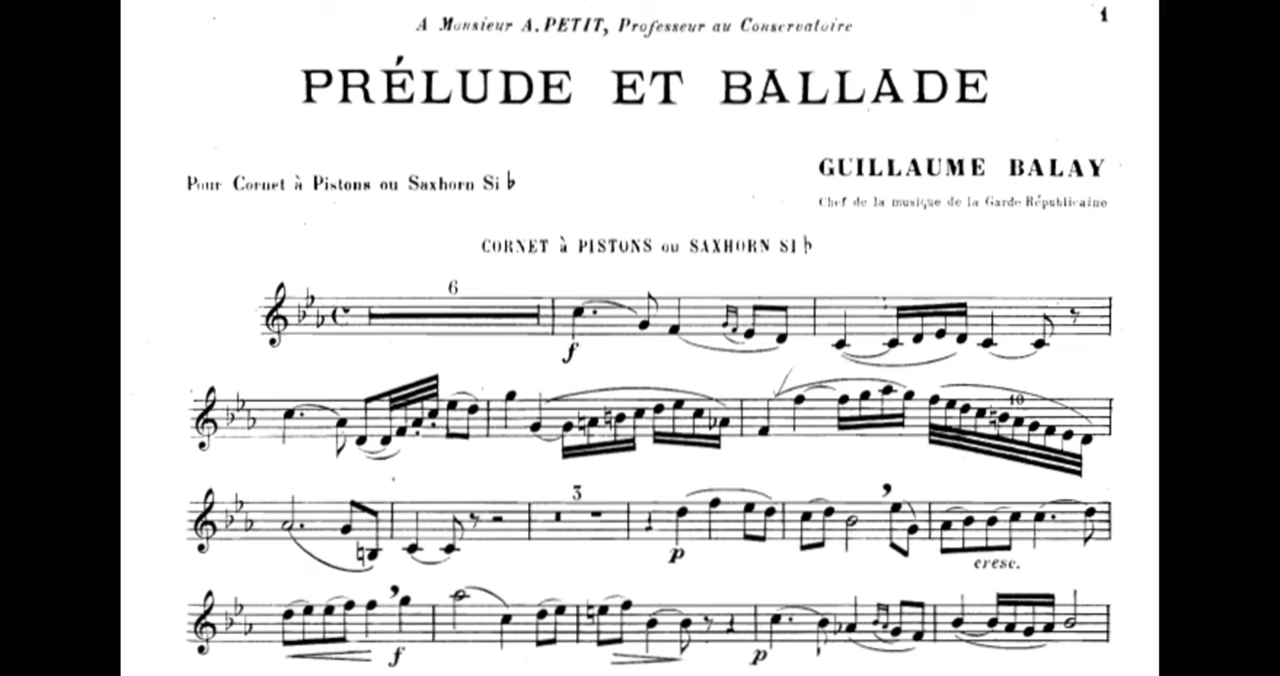 A Monsieur A. PETIT, Professeur au Conservatoire
1
PRÉLUDE ET BALLADE
GUILLAUME BALAY
Pour Cornet à Pistons ou Saxhorn Si ♭
Chef de la musique de la Garde Républicaine
CORNET à PISTONS ou SAXHORN SI ♭
6
f
10
3
p
cresc.
f
p